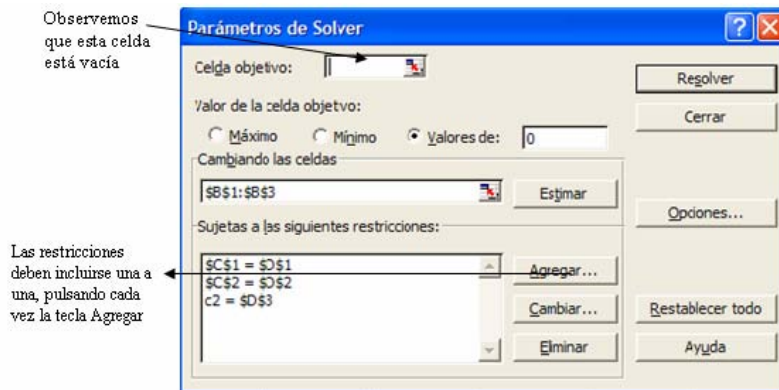 Observemos
que esta celda
está vacía
Parámetros de Solver
Celda objetivo:
Resolver
Valor de la celda objetvo:
Cerrar
Máximo
Mínimo
Valores de:
0
Cambiando las celdas
$B$1:$B$3
Estimar
Opciones...
Sujetas a las siguientes restricciones:
Las restricciones
deben incluirse una a
una, pulsando cada
vez la tecla Agregar
$C$1 = $D$1
$C$2 = $D$2
c2 = $D$3
Agregar...
Cambiar...
Eliminar
Restablecer todo
Ayuda